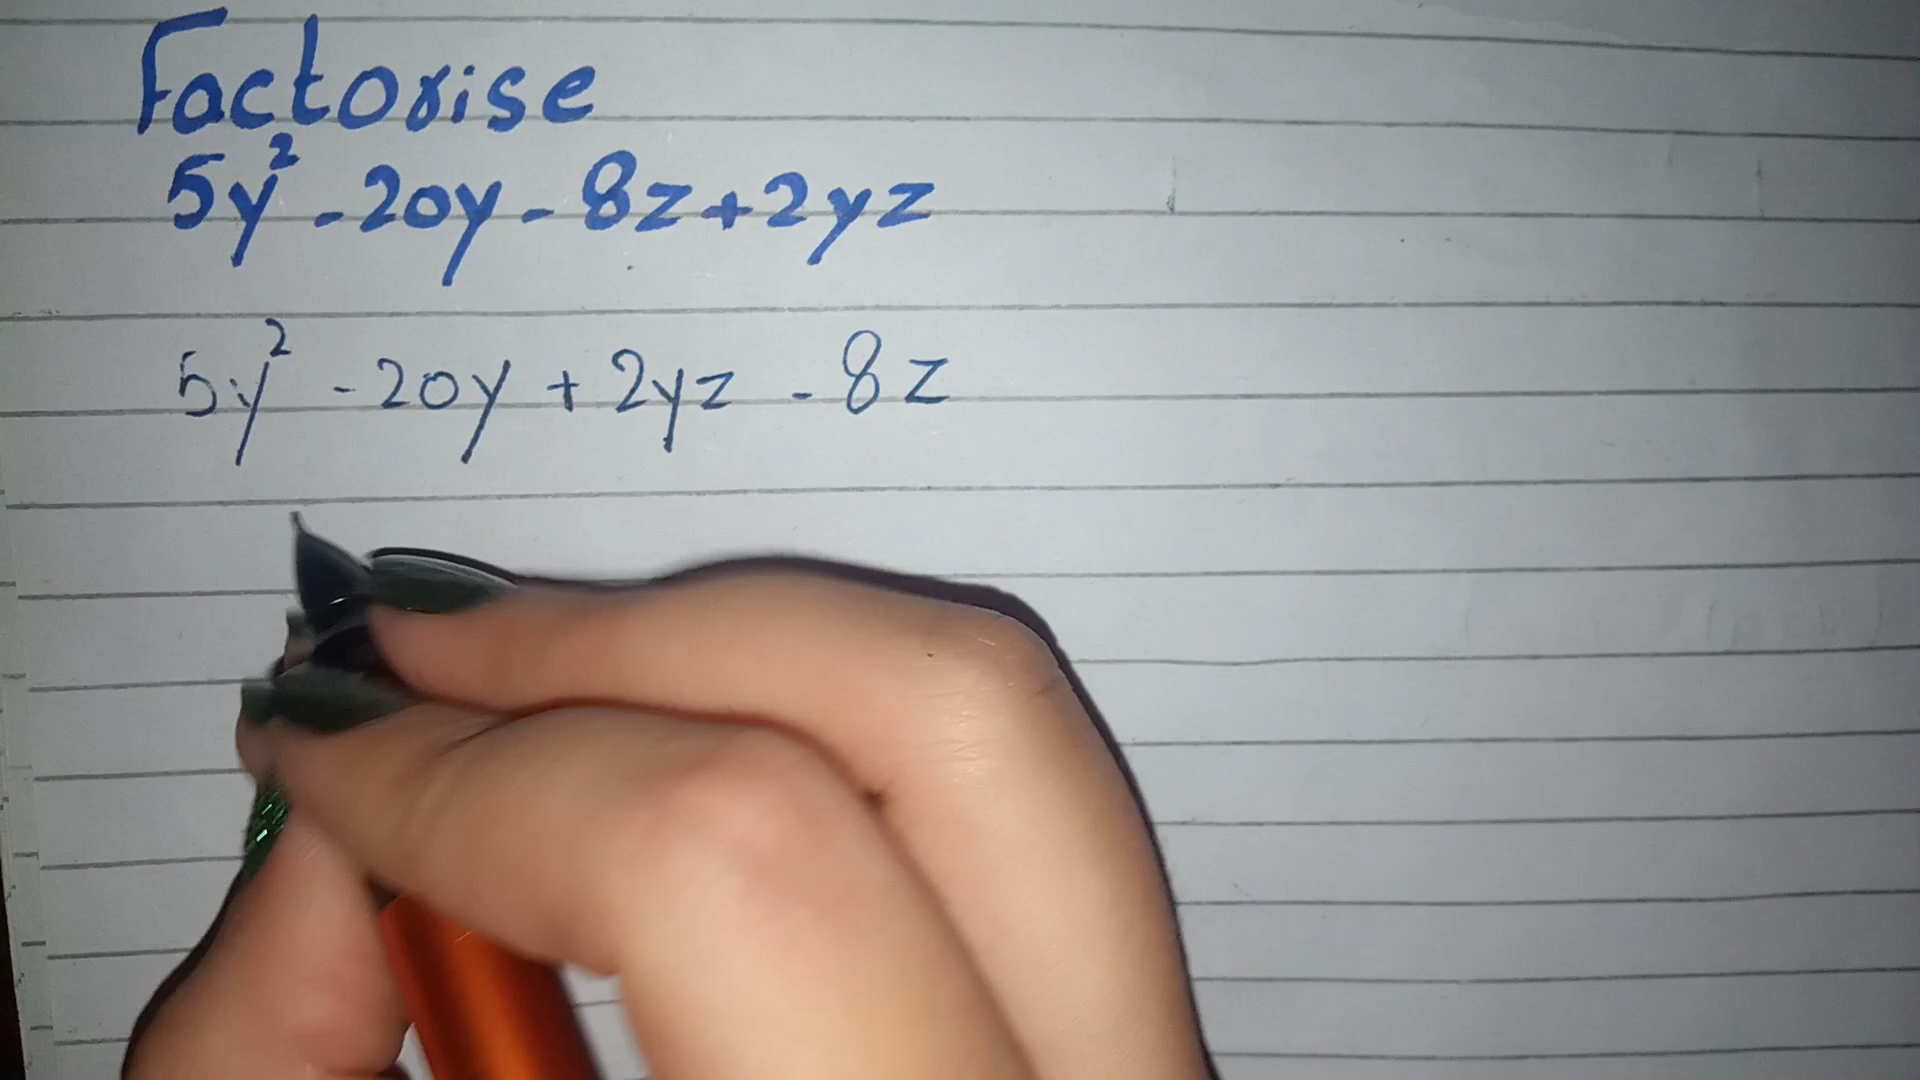 Factorise
5y² - 20y - 8z + 2yz
5y² - 20y + 2yz - 8z